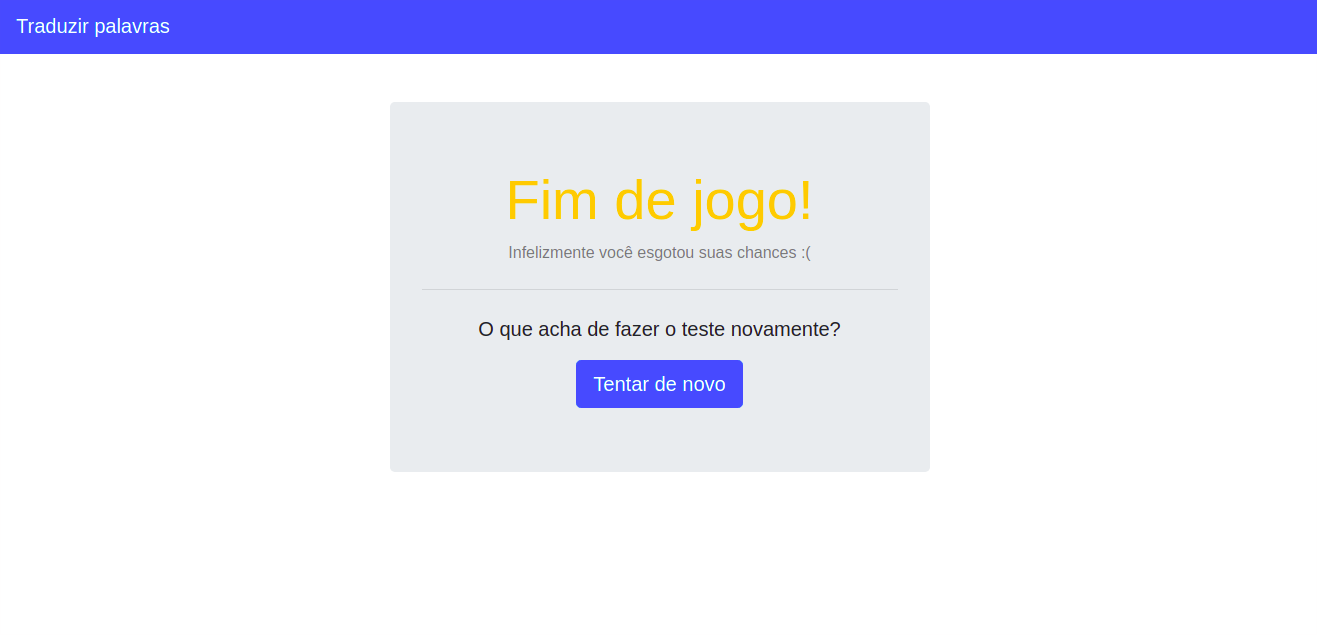 Traduzir palavras
Fim de jogo!
Infelizmente você esgotou suas chances :(
O que acha de fazer o teste novamente?
Tentar de novo